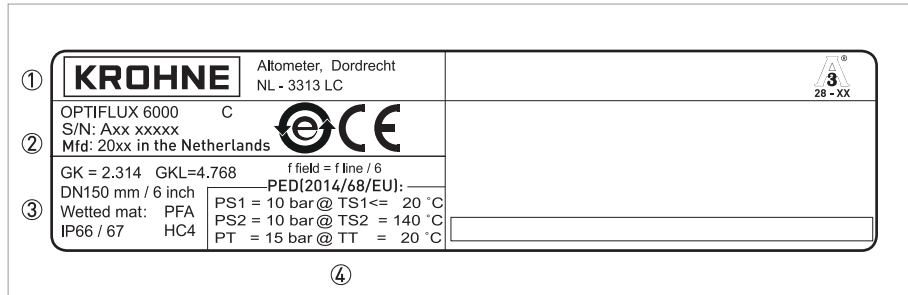 ①
KROHNE
Altometer, Dordrecht
NL - 3313 LC
®
3
28 - XX
②
OPTIFLUX 6000 C
S/N: Axx xxxxx
Mfd: 20xx in the Netherlands
e CE
③
GK = 2.314 GKL=4.768
DN150 mm / 6 inch
Wetted mat: PFA
IP66 / 67 HC4
f field = f line / 6
PED(2014/68/EU):
PS1 = 10 bar @ TS1<= 20 °C
PS2 = 10 bar @ TS2 = 140 °C
PT = 15 bar @ TT = 20 °C
④